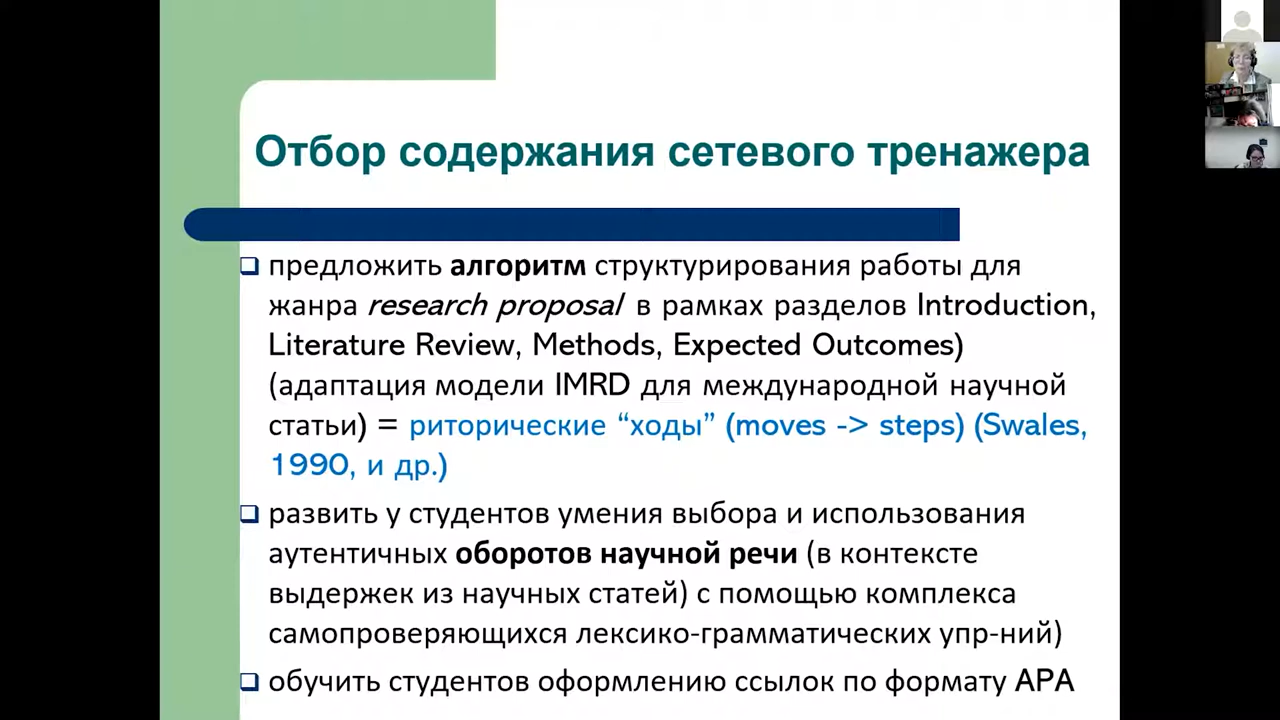 Отбор содержания сетевого тренажера
предложить алгоритм структурирования работы для
жанра research proposal в рамках разделов Introduction,
Literature Review, Methods, Expected Outcomes)
(адаптация модели IMRD для международной научной
статьи) = риторические “ходы” (moves -> steps) (Swales,
1990, и др.)
развить у студентов умения выбора и использования
аутентичных оборотов научной речи (в контексте
выдержек из научных статей) с помощью комплекса
самопроверяющихся лексико-грамматических упр-ний)
обучить студентов оформлению ссылок по формату APA